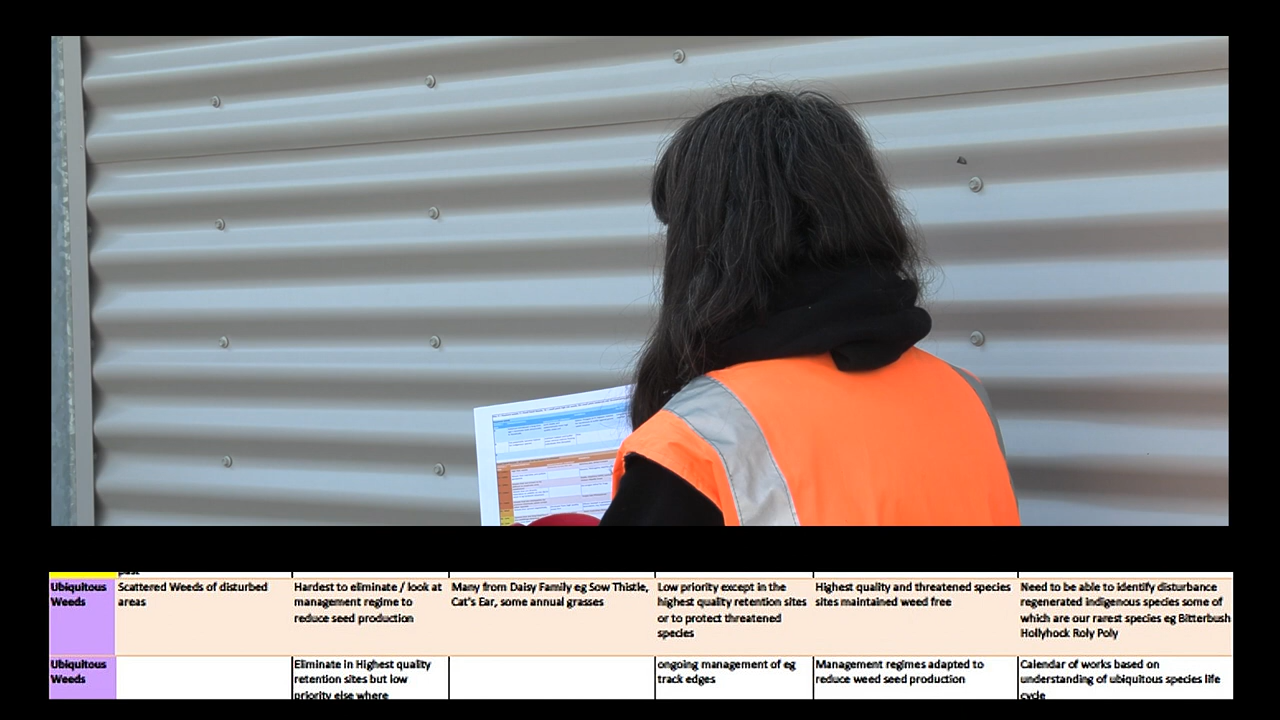 Ubiquitous Weeds
Scattered Weeds of disturbed
areas
Hardest to eliminate / look at
management regime to
reduce seed production
Many from Daisy Family eg Sow Thistle,
Cat's Ear, some annual grasses
Low priority except in the
highest quality retention sites
or to protect threatened
species
Highest quality and threatened species
sites maintained weed free
Need to be able to identify disturbance
regenerated indigenous species some of
which are our rarest species eg Bitterbush
Hollyhock Roly Poly
Ubiquitous
Weeds
Eliminate in Highest quality
retention sites but low
priority else where
ongoing management of eg
track edges
Management regimes adapted to
reduce weed seed production
Calendar of works based on
understanding of ubiquitous species life
cycle